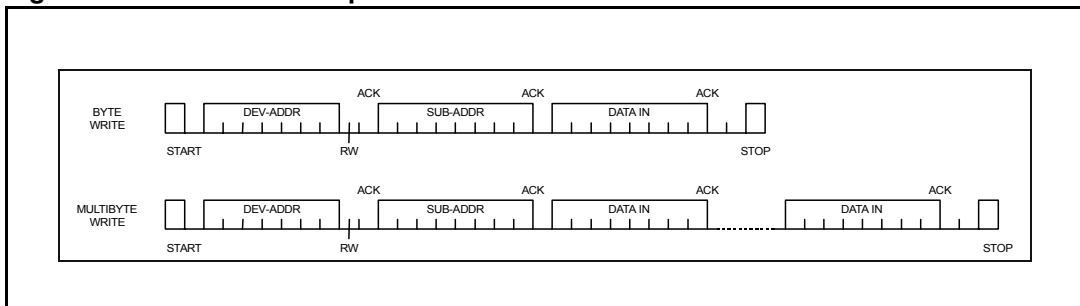 ACK ACK ACK
BYTE WRITE DEV-ADDR SUB-ADDR DATA IN
START RW STOP
ACK ACK ACK ACK
MULTIBYTE WRITE DEV-ADDR SUB-ADDR DATA IN DATA IN
START RW STOP